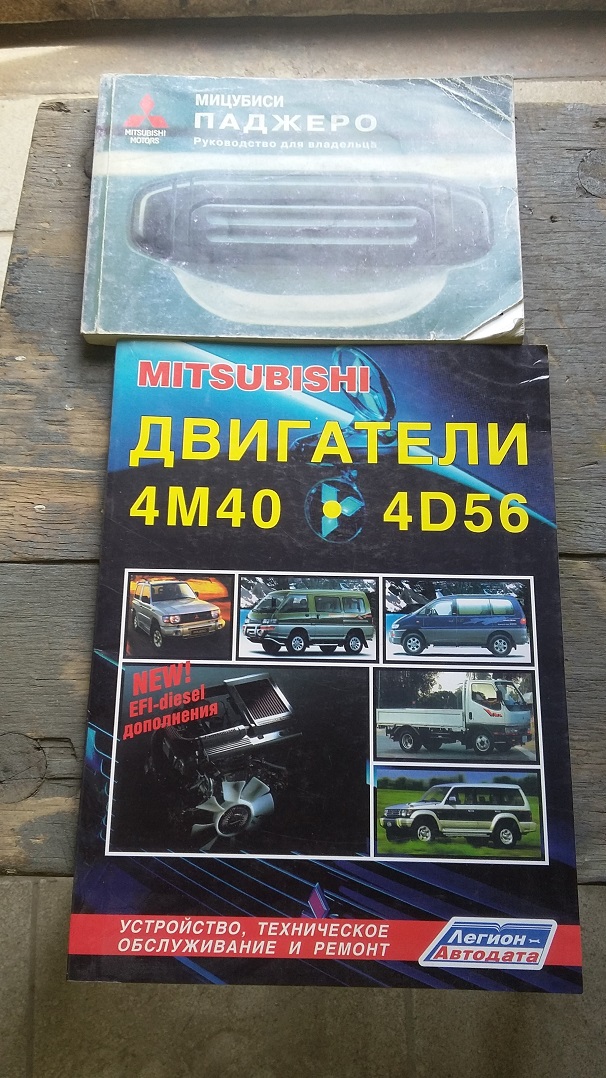 МИЦУБИСИ
ПАДЖЕРО
Руководство для владельца
MITSUBISHI
MOTORS
MITSUBISHI
ДВИГАТЕЛИ
4M40 • 4D56
NEW!
EFI-diesel
дополнения
УСТРОЙСТВО, ТЕХНИЧЕСКОЕ
ОБСЛУЖИВАНИЕ И РЕМОНТ
Легион-
Автодата